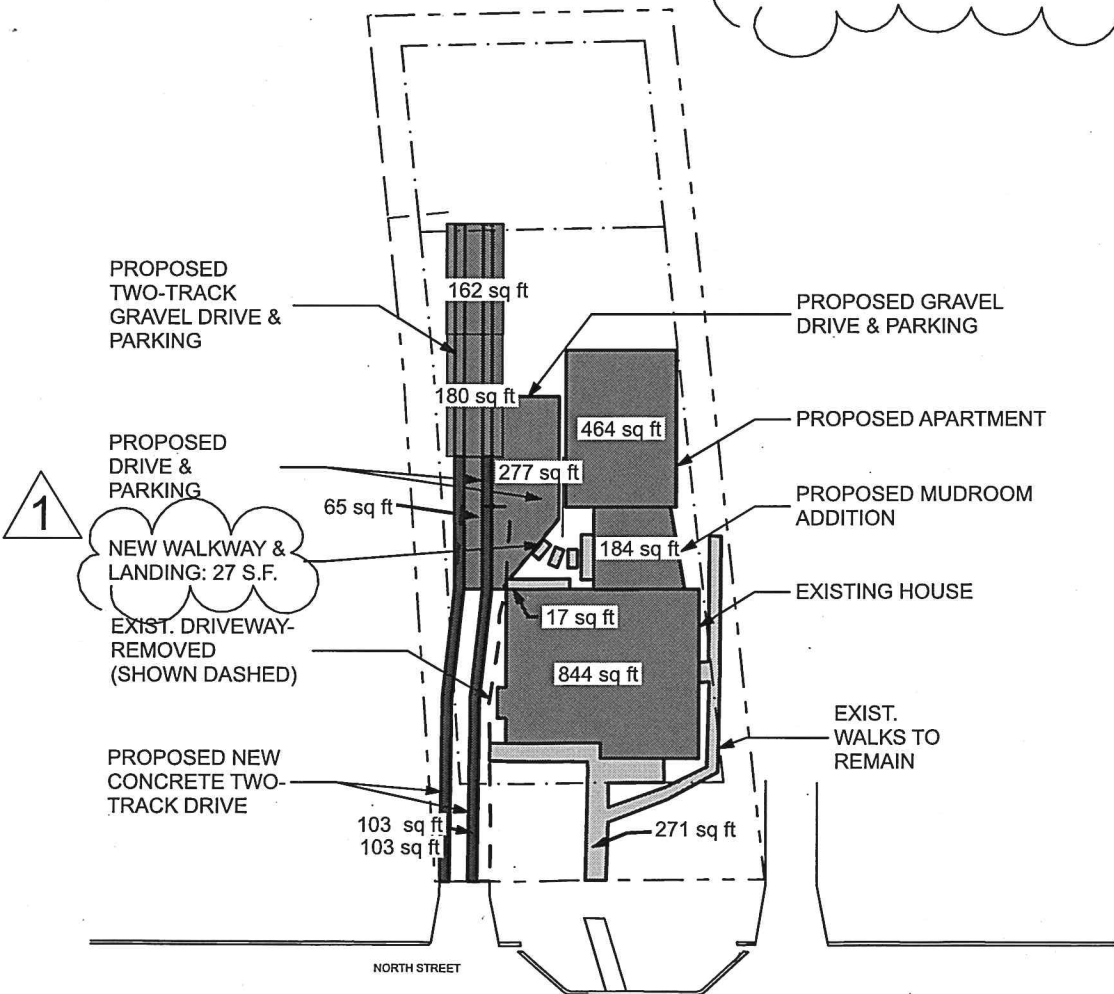 PROPOSED
TWO-TRACK
GRAVEL DRIVE &
PARKING
162 sq ft
PROPOSED GRAVEL
DRIVE & PARKING
180 sq ft
464 sq ft
PROPOSED APARTMENT
PROPOSED
DRIVE &
PARKING
277 sq ft
65 sq ft
PROPOSED MUDROOM
ADDITION
1
NEW WALKWAY &
LANDING: 27 S.F.
184 sq ft
EXISTING HOUSE
17 sq ft
EXIST. DRIVEWAY-
REMOVED
(SHOWN DASHED)
844 sq ft
EXIST.
WALKS TO
REMAIN
PROPOSED NEW
CONCRETE TWO-
TRACK DRIVE
103 sq ft
103 sq ft
271 sq ft
NORTH STREET